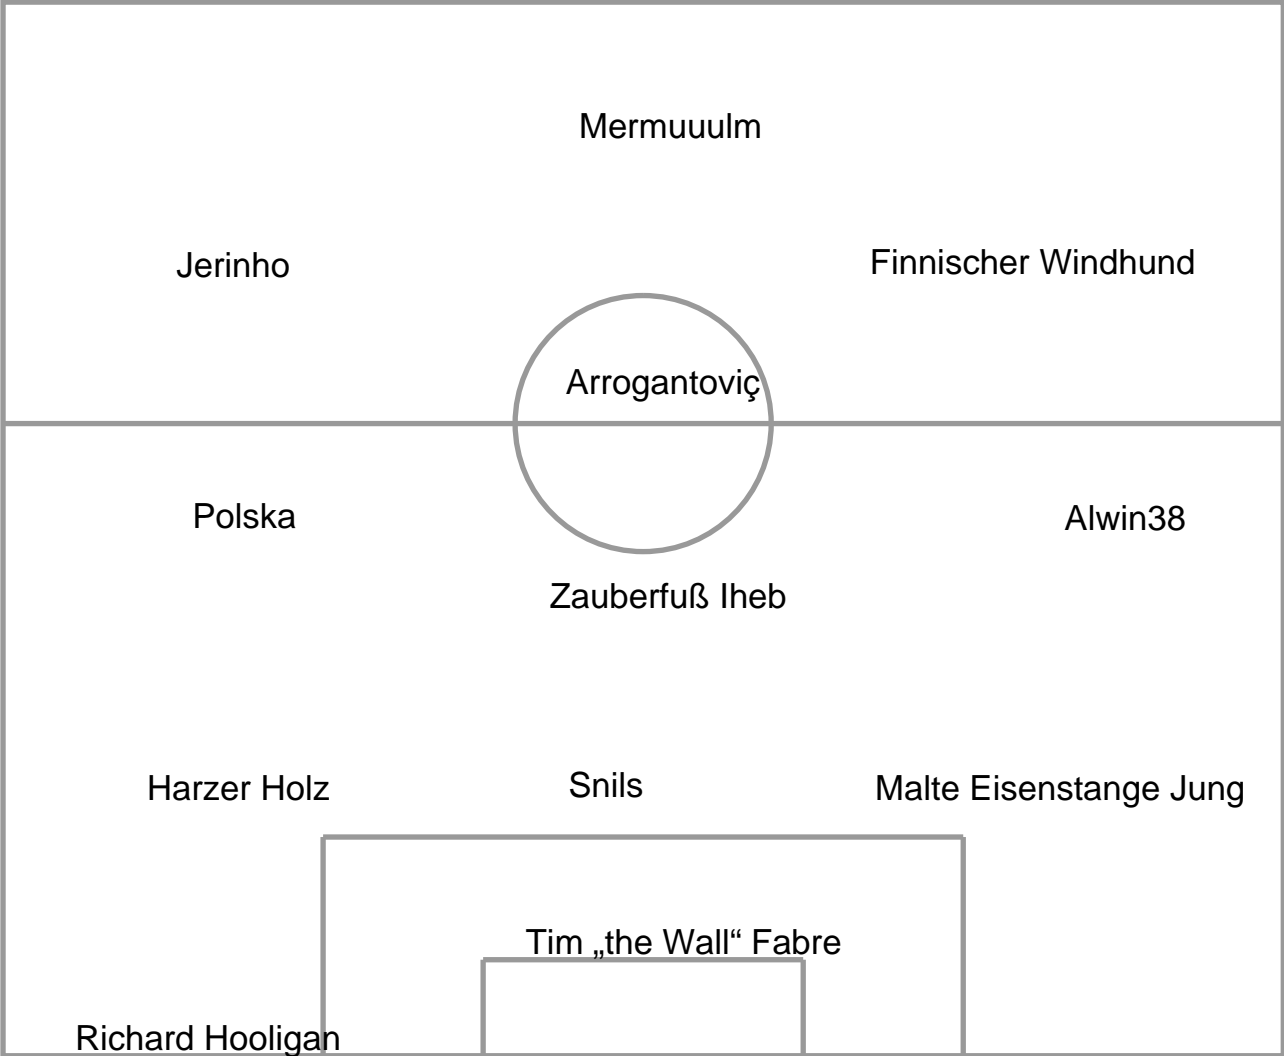 Mermuuulm
Jerinho
Finnischer Windhund
Arrogantoviç
Polska
Alwin38
Zauberfuß Iheb
Harzer Holz
Snils
Malte Eisenstange Jung
Tim „the Wall“ Fabre
Richard Hooligan